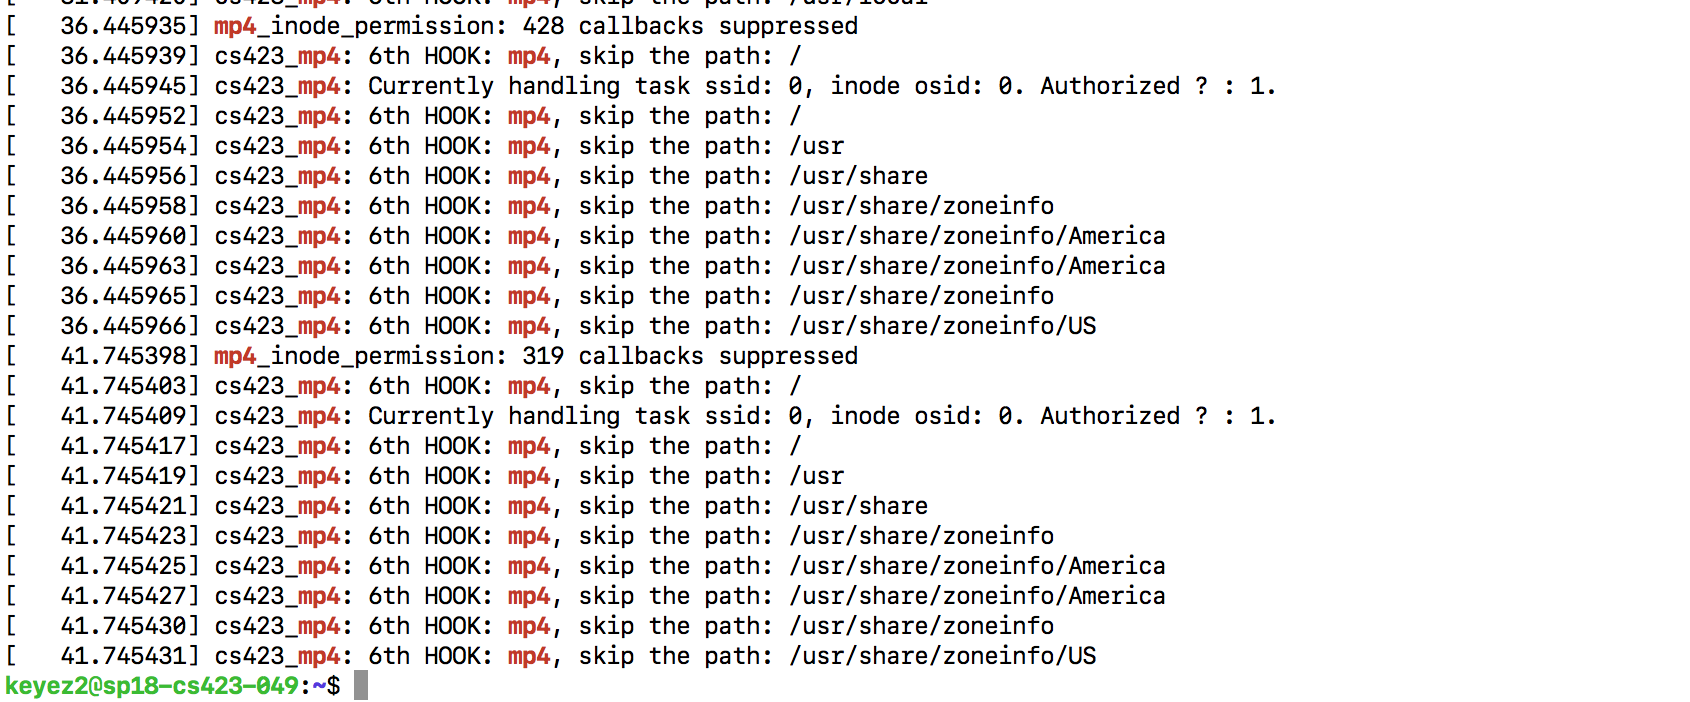 [   36.445935] mp4_inode_permission: 428 callbacks suppressed
[   36.445939] cs423_mp4: 6th HOOK: mp4, skip the path: /
[   36.445945] cs423_mp4: Currently handling task ssid: 0, inode osid: 0. Authorized ? : 1.
[   36.445952] cs423_mp4: 6th HOOK: mp4, skip the path: /
[   36.445954] cs423_mp4: 6th HOOK: mp4, skip the path: /usr
[   36.445956] cs423_mp4: 6th HOOK: mp4, skip the path: /usr/share
[   36.445958] cs423_mp4: 6th HOOK: mp4, skip the path: /usr/share/zoneinfo
[   36.445960] cs423_mp4: 6th HOOK: mp4, skip the path: /usr/share/zoneinfo/America
[   36.445963] cs423_mp4: 6th HOOK: mp4, skip the path: /usr/share/zoneinfo/America
[   36.445965] cs423_mp4: 6th HOOK: mp4, skip the path: /usr/share/zoneinfo
[   36.445966] cs423_mp4: 6th HOOK: mp4, skip the path: /usr/share/zoneinfo/US
[   41.745398] mp4_inode_permission: 319 callbacks suppressed
[   41.745403] cs423_mp4: 6th HOOK: mp4, skip the path: /
[   41.745409] cs423_mp4: Currently handling task ssid: 0, inode osid: 0. Authorized ? : 1.
[   41.745417] cs423_mp4: 6th HOOK: mp4, skip the path: /
[   41.745419] cs423_mp4: 6th HOOK: mp4, skip the path: /usr
[   41.745421] cs423_mp4: 6th HOOK: mp4, skip the path: /usr/share
[   41.745423] cs423_mp4: 6th HOOK: mp4, skip the path: /usr/share/zoneinfo
[   41.745425] cs423_mp4: 6th HOOK: mp4, skip the path: /usr/share/zoneinfo/America
[   41.745427] cs423_mp4: 6th HOOK: mp4, skip the path: /usr/share/zoneinfo/America
[   41.745430] cs423_mp4: 6th HOOK: mp4, skip the path: /usr/share/zoneinfo
[   41.745431] cs423_mp4: 6th HOOK: mp4, skip the path: /usr/share/zoneinfo/US
keyez2@sp18-cs423-049:~$